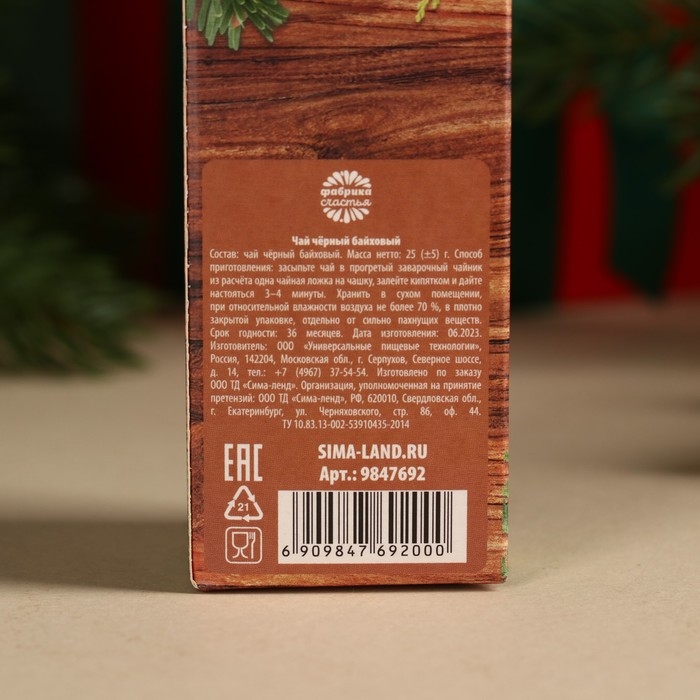 фабрика
счастья
Чай чёрный байховый
Состав: чай чёрный байховый. Масса нетто: 25 (±5) г. Способ
приготовления: засыпьте чай в прогретый заварочный чайник
из расчёта одна чайная ложка на чашку, залейте кипятком и дайте
настояться 3–4 минуты. Хранить в сухом помещении,
при относительной влажности воздуха не более 70 %, в плотно
закрытой упаковке, отдельно от сильно пахнущих веществ.
Срок годности: 36 месяцев. Дата изготовления: 06.2023.
Изготовитель: ООО «Универсальные пищевые технологии»,
Россия, 142204, Московская обл., г. Серпухов, Северное шоссе,
д. 14, тел.: +7 (4967) 37-54-54. Изготовлено по заказу
ООО ТД «Сима-ленд». Организация, уполномоченная на принятие
претензий: ООО ТД «Сима-ленд», РФ, 620010, Свердловская обл.,
г. Екатеринбург, ул. Черняховского, стр. 86, оф. 44.
ТУ 10.83.13-002-53910435-2014
EAC
SIMA-LAND.RU
Арт.: 9847692
21
6 909847 692000